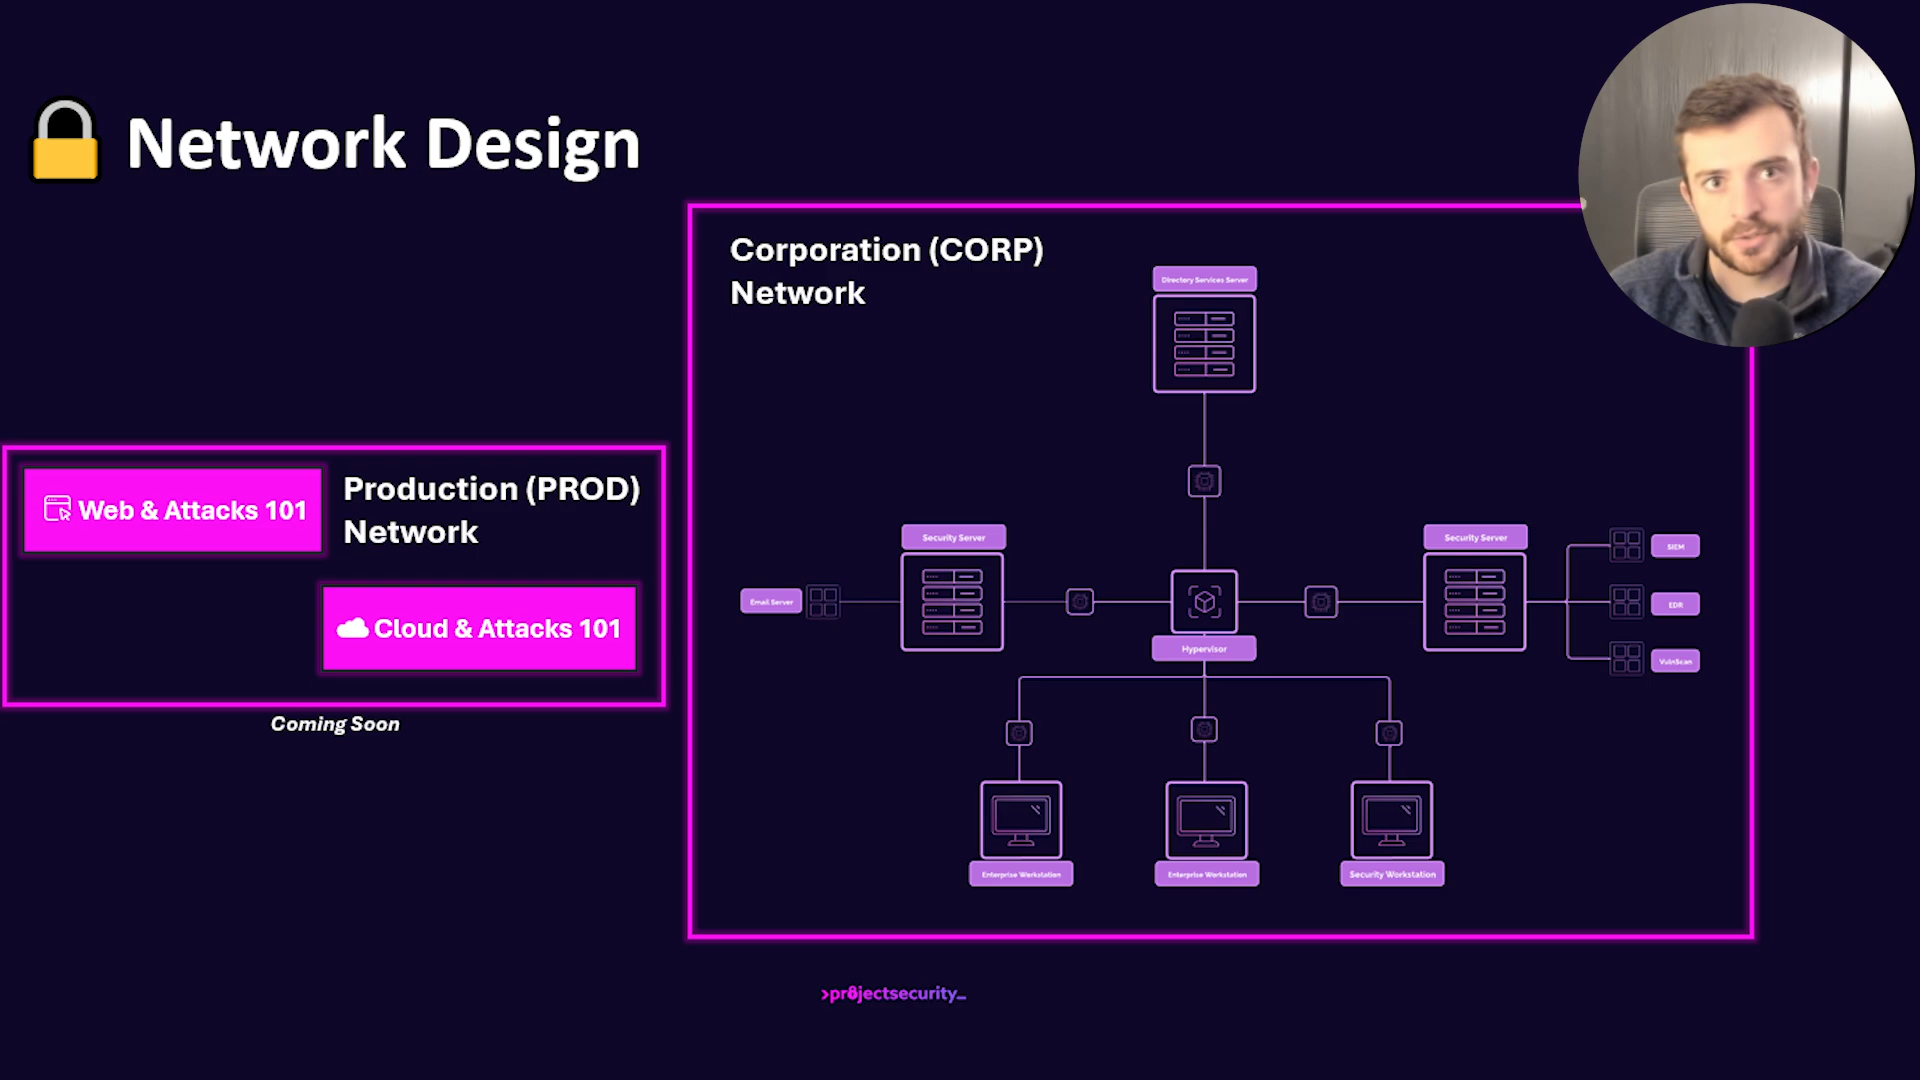 Network Design
Corporation (CORP)
Network
Directory Services Server
Web & Attacks 101
Production (PROD)
Network
Cloud & Attacks 101
Coming Soon
Security Server
Security Server
Email Server
SIEM
EDR
VulnScan
Hypervisor
Enterprise Workstation
Enterprise Workstation
Security Workstation
>pr8jectsecurity_